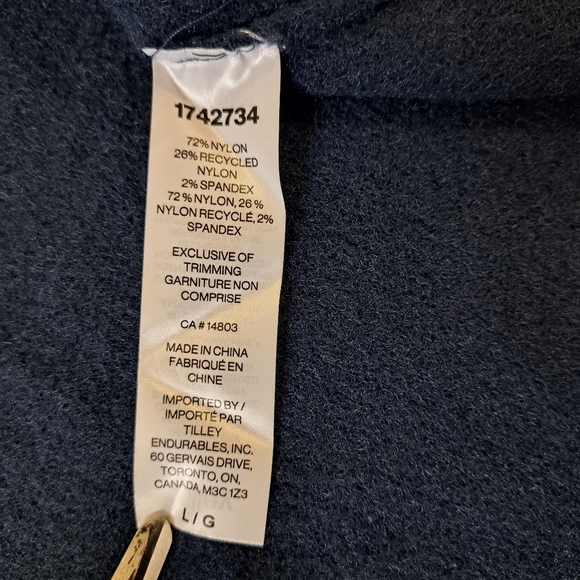 1742734
72% NYLON
26% RECYCLED
NYLON
2% SPANDEX
72 % NYLON, 26 %
NYLON RECYCLÉ, 2%
SPANDEX
EXCLUSIVE OF
TRIMMING
GARNITURE NON
COMPRISE
CA # 14803
MADE IN CHINA
FABRIQUÉ EN
CHINE
IMPORTED BY /
IMPORTÉ PAR
TILLEY
ENDURABLES, INC.
60 GERVAIS DRIVE,
TORONTO, ON,
CANADA, M3C 1Z3
L / G